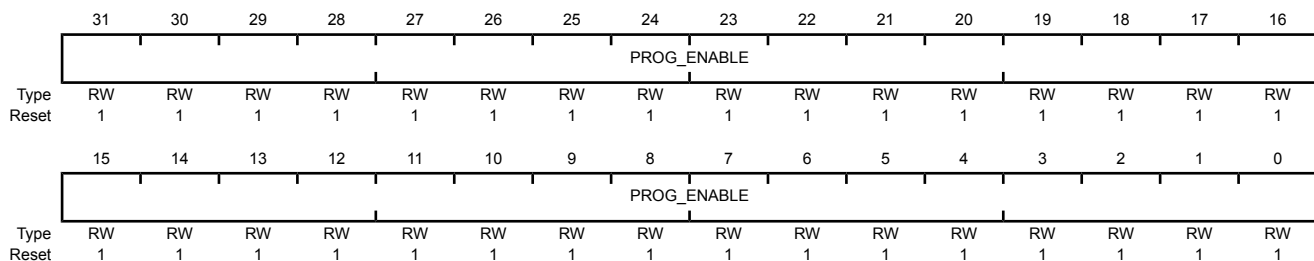 31 30 29 28 27 26 25 24 23 22 21 20 19 18 17 16
PROG_ENABLE
Type RW RW RW RW RW RW RW RW RW RW RW RW RW RW RW RW
Reset 1 1 1 1 1 1 1 1 1 1 1 1 1 1 1 1
15 14 13 12 11 10 9 8 7 6 5 4 3 2 1 0
PROG_ENABLE
Type RW RW RW RW RW RW RW RW RW RW RW RW RW RW RW RW
Reset 1 1 1 1 1 1 1 1 1 1 1 1 1 1 1 1